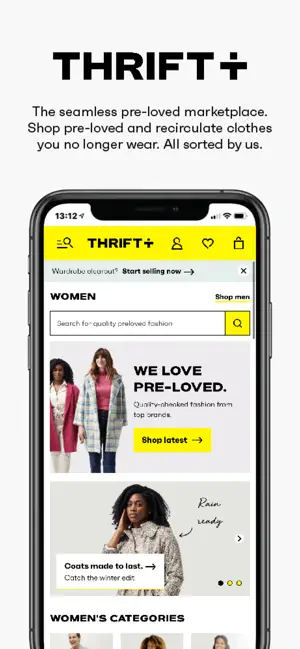 THRIFT+
The seamless pre-loved marketplace.
Shop pre-loved and recirculate clothes
you no longer wear. All sorted by us.
13:12
THRIFT+
Wardrobe clearout? Start selling now →
WOMEN
Shop men
Search for quality preloved fashion
WE LOVE
PRE-LOVED.
Quality-checked fashion from
top brands.
Shop latest →
Rain
ready
Coats made to last. →
Catch the winter edit
WOMEN'S CATEGORIES